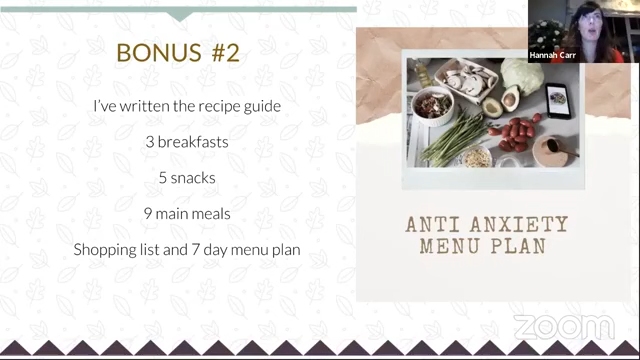 BONUS #2
I've written the recipe guide
3 breakfasts
5 snacks
9 main meals
Shopping list and 7 day menu plan
Hannah Carr
ANTI ANXIETY
MENU PLAN
zoom